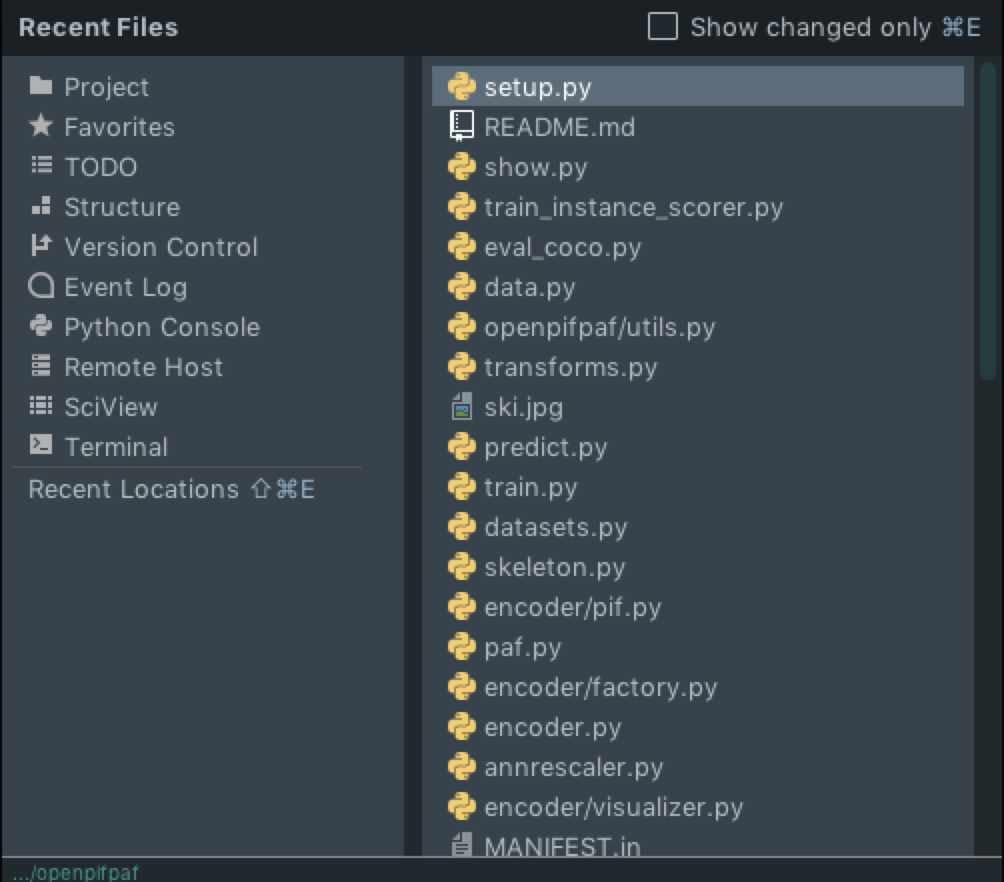 Recent Files
Show changed only ⌘E
Project
Favorites
TODO
Structure
Version Control
Event Log
Python Console
Remote Host
SciView
Terminal
Recent Locations ⇧⌘E
setup.py
README.md
show.py
train_instance_scorer.py
eval_coco.py
data.py
openpifpaf/utils.py
transforms.py
ski.jpg
predict.py
train.py
datasets.py
skeleton.py
encoder/pif.py
paf.py
encoder/factory.py
encoder.py
annrescaler.py
encoder/visualizer.py
MANIFEST.in
.../openpifpaf